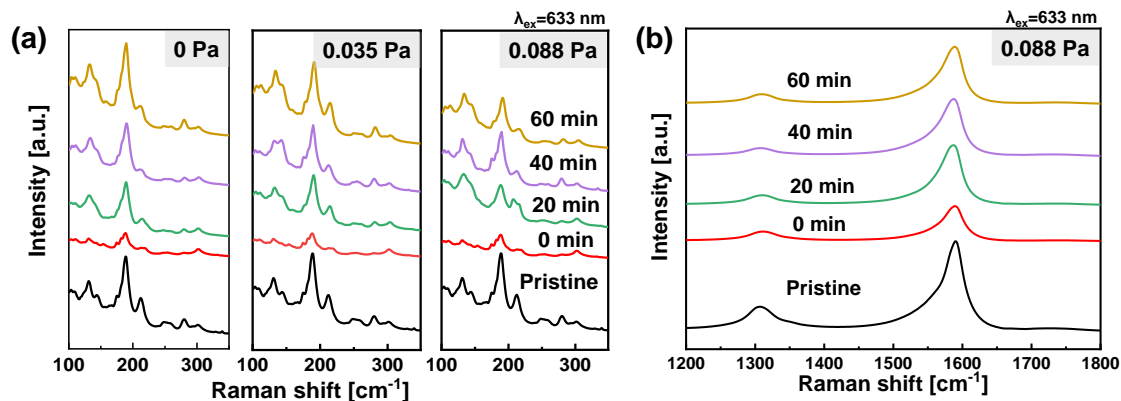 (a)
λex=633 nm
0 Pa
0.035 Pa
0.088 Pa
60 min
40 min
20 min
0 min
Pristine
Intensity [a.u.]
100 200 300
100 200 300
100 200 300
Raman shift [cm-1]
(b)
λex=633 nm
0.088 Pa
60 min
40 min
20 min
0 min
Pristine
Intensity [a.u.]
1200 1300 1400 1500 1600 1700 1800
Raman shift [cm-1]